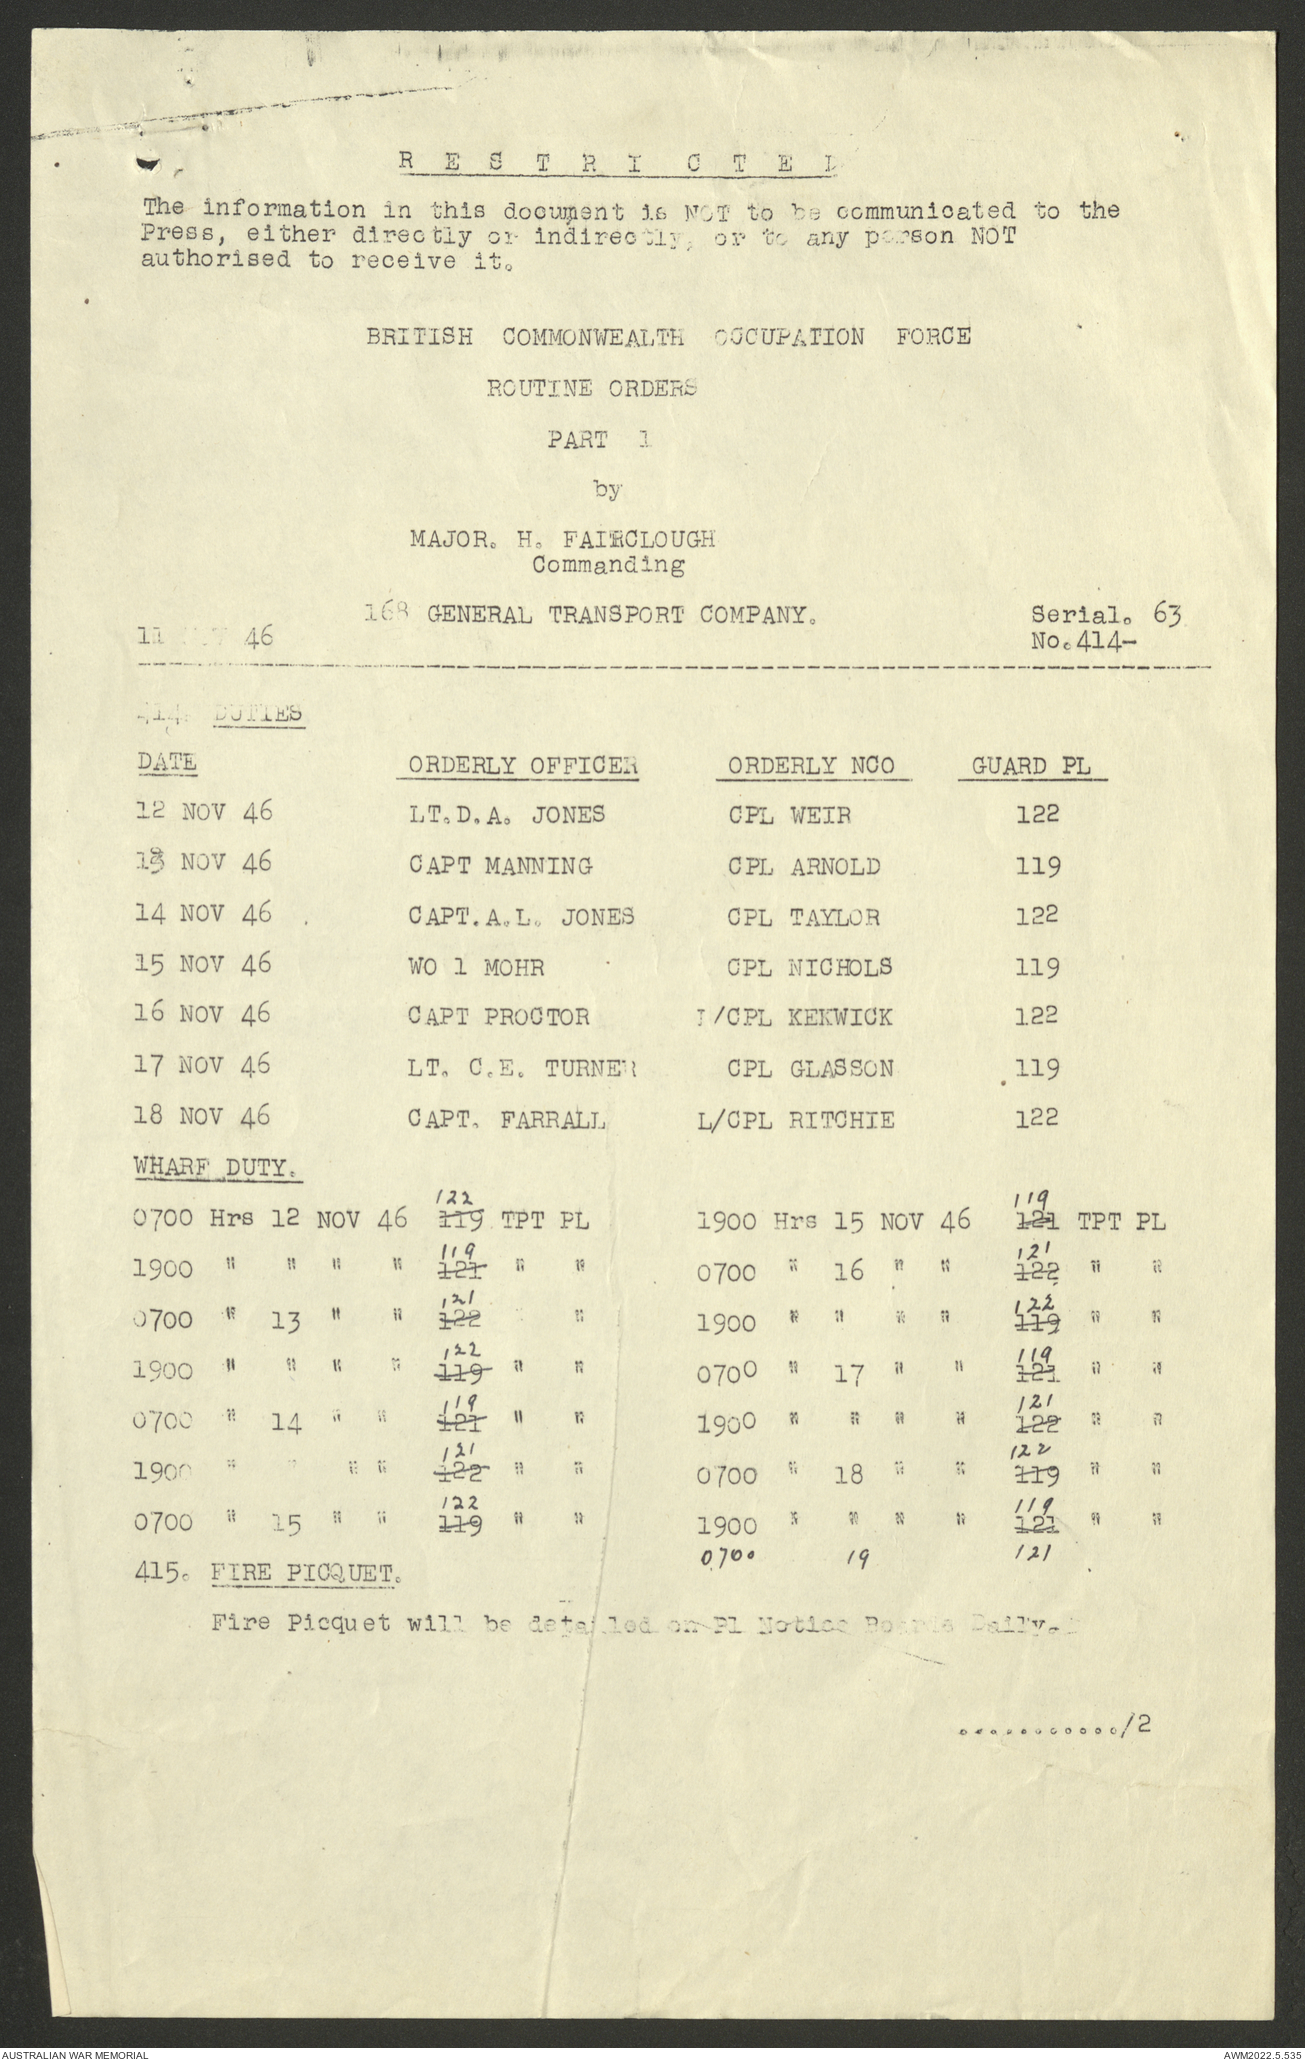 R E S T R I C T E D
The information in this document is NOT to be communicated to the
Press, either directly or indirectly, or to any person NOT
authorised to receive it.
BRITISH COMMONWEALTH OCCUPATION FORCE
ROUTINE ORDERS
PART 1
by
MAJOR. H. FAIRCLOUGH
Commanding
168 GENERAL TRANSPORT COMPANY.
Serial. 63
11 NOV 46
No.414-
414. DUTIES
DATE ORDERLY OFFICER ORDERLY NCO GUARD PL
12 NOV 46 LT.D.A. JONES CPL WEIR 122
13 NOV 46 CAPT MANNING CPL ARNOLD 119
14 NOV 46 CAPT.A.L. JONES CPL TAYLOR 122
15 NOV 46 WO 1 MOHR CPL NICHOLS 119
16 NOV 46 CAPT PROCTOR L/CPL KEKWICK 122
17 NOV 46 LT. C.E. TURNER CPL GLASSON 119
18 NOV 46 CAPT. FARRALL L/CPL RITCHIE 122
WHARF DUTY.
122 119
0700 Hrs 12 NOV 46 119 TPT PL 1900 Hrs 15 NOV 46 121 TPT PL
119 121
1900 " " " " 121 " " 0700 " 16 " " 122 " "
121 122
0700 " 13 " " 122 " 1900 " " " " 119 " "
122 119
1900 " " " " 119 " " 0700 " 17 " " 121 " "
119 121
0700 " 14 " " 121 " " 1900 " " " " 122 " "
121 122
1900 " " " " 122 " " 0700 " 18 " " 119 " "
122 119
0700 " 15 " " 119 " " 1900 " " " " 121 " "
0700 19 121
415. FIRE PICQUET.
Fire Picquet will be detailed on Pl Notice Boards Daily.
.........../2
AUSTRALIAN WAR MEMORIAL AWM2022.5.535